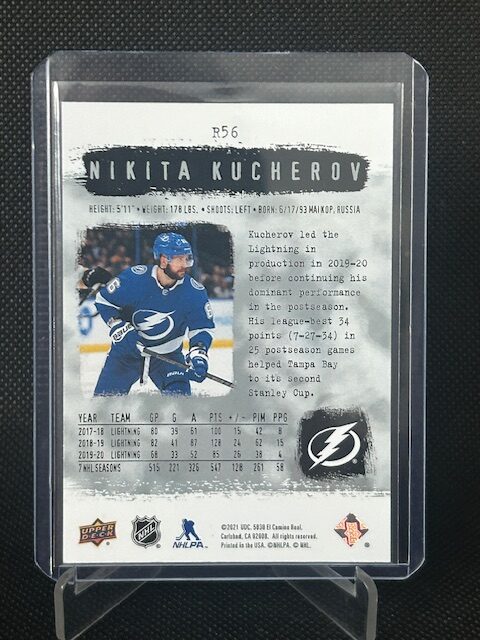 R56
NIKITA KUCHEROV
HEIGHT: 5'11" • WEIGHT: 178 LBS. • SHOOTS: LEFT • BORN: 6/17/93 MAIKOP, RUSSIA
Kucherov led the
Lightning in
production in 2019-20
before continuing his
dominant performance
in the postseason.
His league-best 34
points (7-27-34) in
25 postseason games
helped Tampa Bay
to its second
Stanley Cup.
YEAR TEAM GP G A PTS +/- PIM PPG
2017-18 LIGHTNING 80 39 61 100 15 42 8
2018-19 LIGHTNING 82 41 87 128 24 62 15
2019-20 LIGHTNING 68 33 52 85 26 38 4
7 NHL SEASONS 515 221 326 547 128 261 58
UPPER DECK
NHL
NHLPA
©2021 UDC. 5830 El Camino Real,
Carlsbad, CA 92008. All rights reserved.
Printed in the USA. ©NHLPA. © NHL.